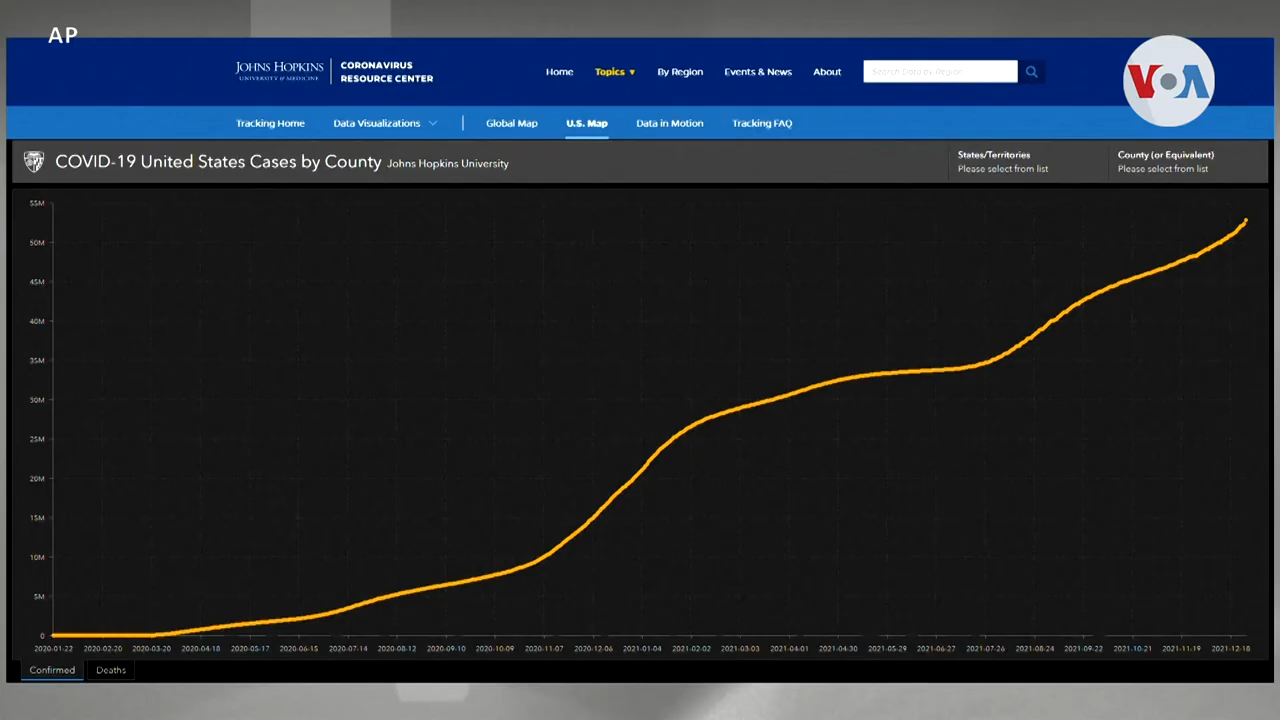 AP
VOA
JOHNS HOPKINS
UNIVERSITY & MEDICINE
CORONAVIRUS
RESOURCE CENTER
Home Topics ▼ By Region Events & News About Search Data by Region
Tracking Home Data Visualizations Global Map U.S. Map Data in Motion Tracking FAQ
COVID-19 United States Cases by County Johns Hopkins University
States/Territories
Please select from list
County (or Equivalent)
Please select from list
55M
50M
45M
40M
35M
30M
25M
20M
15M
10M
5M
0
2020-01-22 2020-02-20 2020-03-20 2020-04-18 2020-05-17 2020-06-15 2020-07-14 2020-08-12 2020-09-10 2020-10-09 2020-11-07 2020-12-06 2021-01-04 2021-02-02 2021-03-03 2021-04-01 2021-04-30 2021-05-29 2021-06-27 2021-07-26 2021-08-24 2021-09-22 2021-10-21 2021-11-19 2021-12-18
Confirmed Deaths